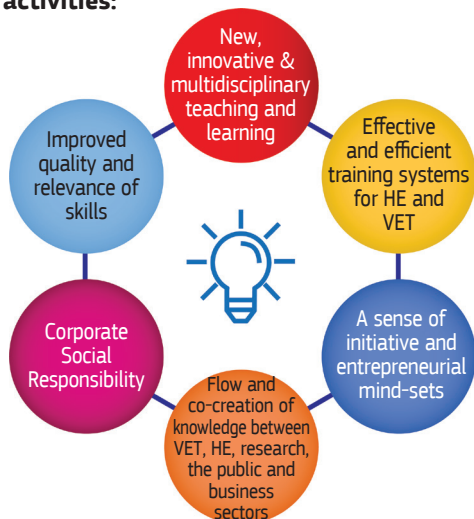 activities:
New,
innovative &
multidisciplinary
teaching and
learning
Effective
and efficient
training systems
for HE and
VET
A sense of
initiative and
entrepreneurial
mind-sets
Flow and
co-creation of
knowledge between
VET, HE, research,
the public and
business
sectors
Corporate
Social
Responsibility
Improved
quality and
relevance of
skills